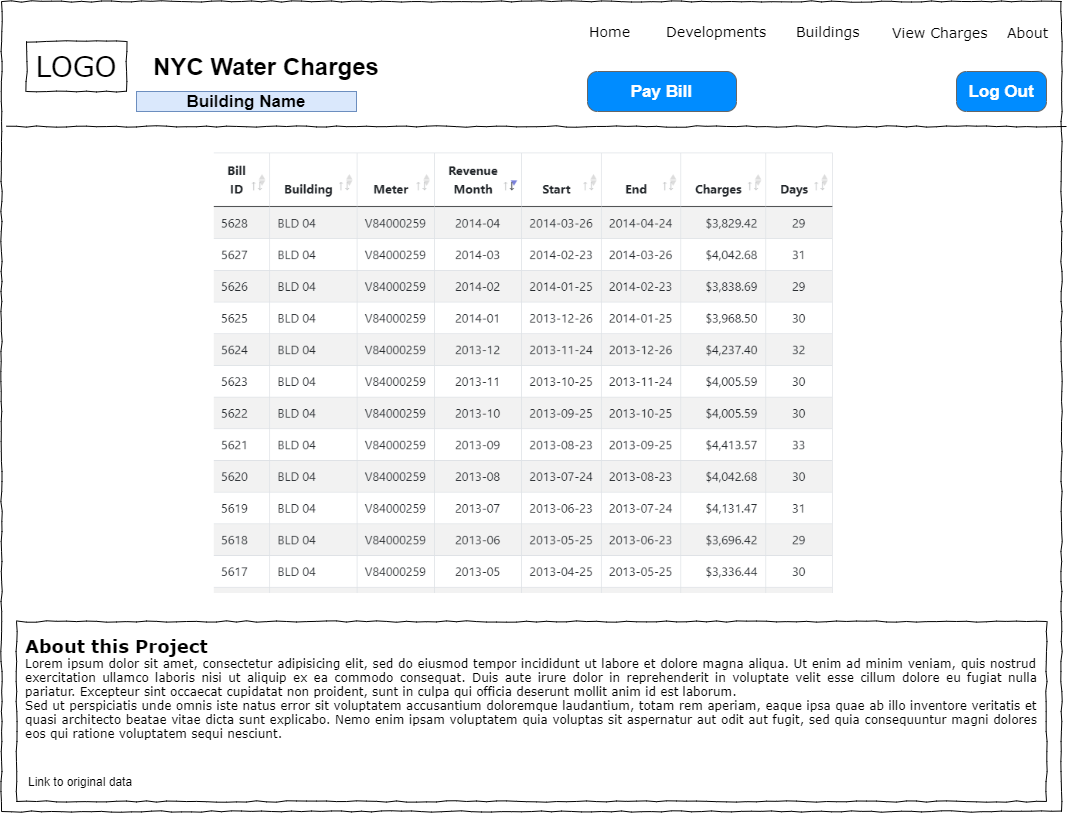 Home Developments Buildings View Charges About
LOGO
NYC Water Charges
Building Name
Pay Bill
Log Out
Bill ID Building Meter Revenue Month Start End Charges Days
5628 BLD 04 V84000259 2014-04 2014-03-26 2014-04-24 $3,829.42 29
5627 BLD 04 V84000259 2014-03 2014-02-23 2014-03-26 $4,042.68 31
5626 BLD 04 V84000259 2014-02 2014-01-25 2014-02-23 $3,838.69 29
5625 BLD 04 V84000259 2014-01 2013-12-26 2014-01-25 $3,968.50 30
5624 BLD 04 V84000259 2013-12 2013-11-24 2013-12-26 $4,237.40 32
5623 BLD 04 V84000259 2013-11 2013-10-25 2013-11-24 $4,005.59 30
5622 BLD 04 V84000259 2013-10 2013-09-25 2013-10-25 $4,005.59 30
5621 BLD 04 V84000259 2013-09 2013-08-23 2013-09-25 $4,413.57 33
5620 BLD 04 V84000259 2013-08 2013-07-24 2013-08-23 $4,042.68 30
5619 BLD 04 V84000259 2013-07 2013-06-23 2013-07-24 $4,131.47 31
5618 BLD 04 V84000259 2013-06 2013-05-25 2013-06-23 $3,696.42 29
5617 BLD 04 V84000259 2013-05 2013-04-25 2013-05-25 $3,336.44 30
About this Project
Lorem ipsum dolor sit amet, consectetur adipisicing elit, sed do eiusmod tempor incididunt ut labore et dolore magna aliqua. Ut enim ad minim veniam, quis nostrud
exercitation ullamco laboris nisi ut aliquip ex ea commodo consequat. Duis aute irure dolor in reprehenderit in voluptate velit esse cillum dolore eu fugiat nulla
pariatur. Excepteur sint occaecat cupidatat non proident, sunt in culpa qui officia deserunt mollit anim id est laborum.
Sed ut perspiciatis unde omnis iste natus error sit voluptatem accusantium doloremque laudantium, totam rem aperiam, eaque ipsa quae ab illo inventore veritatis et
quasi architecto beatae vitae dicta sunt explicabo. Nemo enim ipsam voluptatem quia voluptas sit aspernatur aut odit aut fugit, sed quia consequuntur magni dolores
eos qui ratione voluptatem sequi nesciunt.
Link to original data